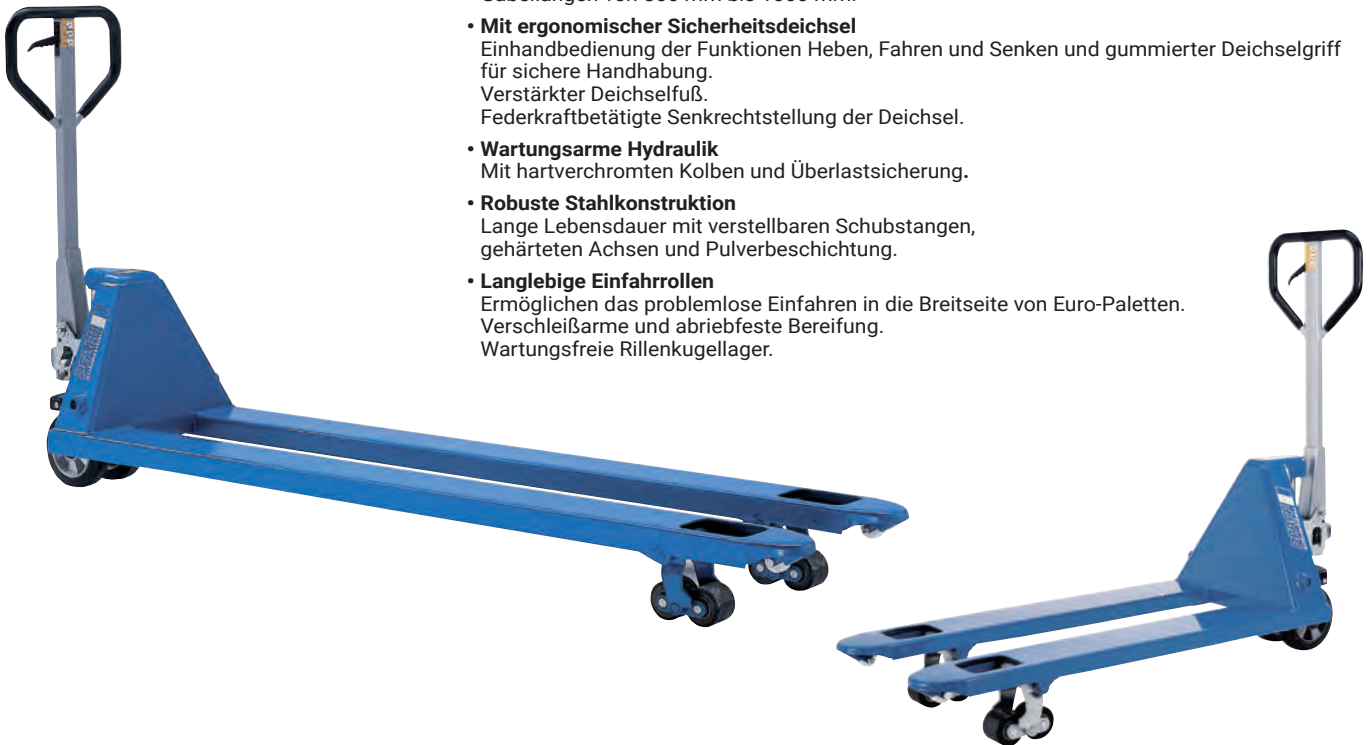 • Mit ergonomischer Sicherheitsdeichsel
Einhandbedienung der Funktionen Heben, Fahren und Senken und gummierter Deichselgriff
für sichere Handhabung.
Verstärkter Deichselfuß.
Federkraftbetätigte Senkrechtstellung der Deichsel.
• Wartungsarme Hydraulik
Mit hartverchromten Kolben und Überlastsicherung.
• Robuste Stahlkonstruktion
Lange Lebensdauer mit verstellbaren Schubstangen,
gehärteten Achsen und Pulverbeschichtung.
• Langlebige Einfahrrollen
Ermöglichen das problemlose Einfahren in die Breitseite von Euro-Paletten.
Verschleißarme und abriebfeste Bereifung.
Wartungsfreie Rillenkugellager.